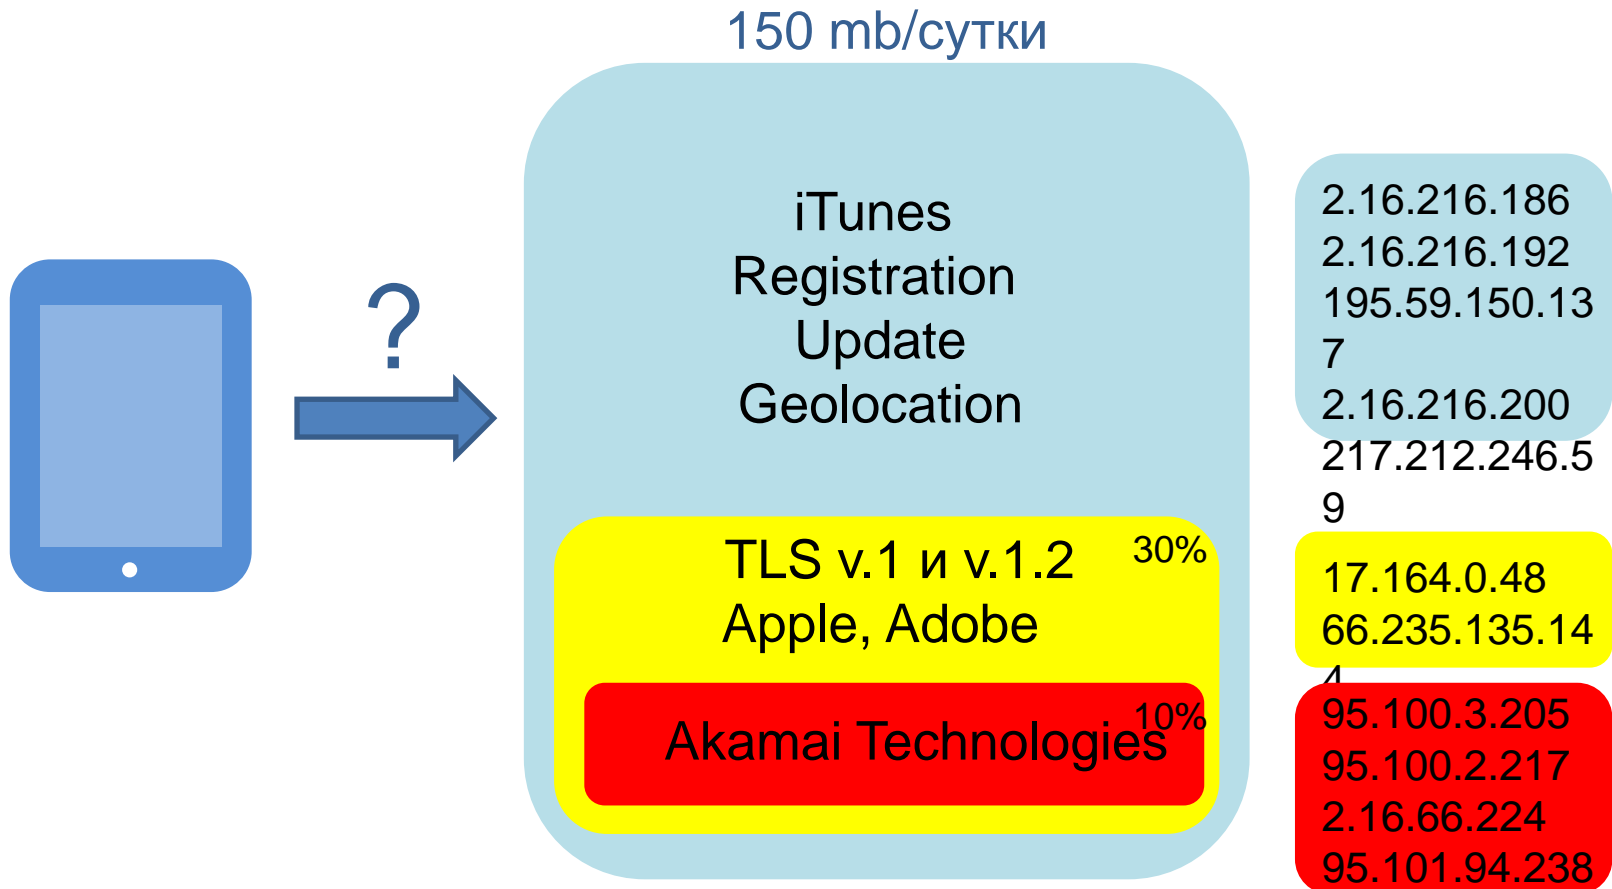 150 mb/сутки
?
iTunes
Registration
Update
Geolocation
TLS v.1 и v.1.2
30%
Apple, Adobe
10%
Akamai Technologies
2.16.216.186
2.16.216.192
195.59.150.13
7
2.16.216.200
217.212.246.5
9
17.164.0.48
66.235.135.14
4
95.100.3.205
95.100.2.217
2.16.66.224
95.101.94.238